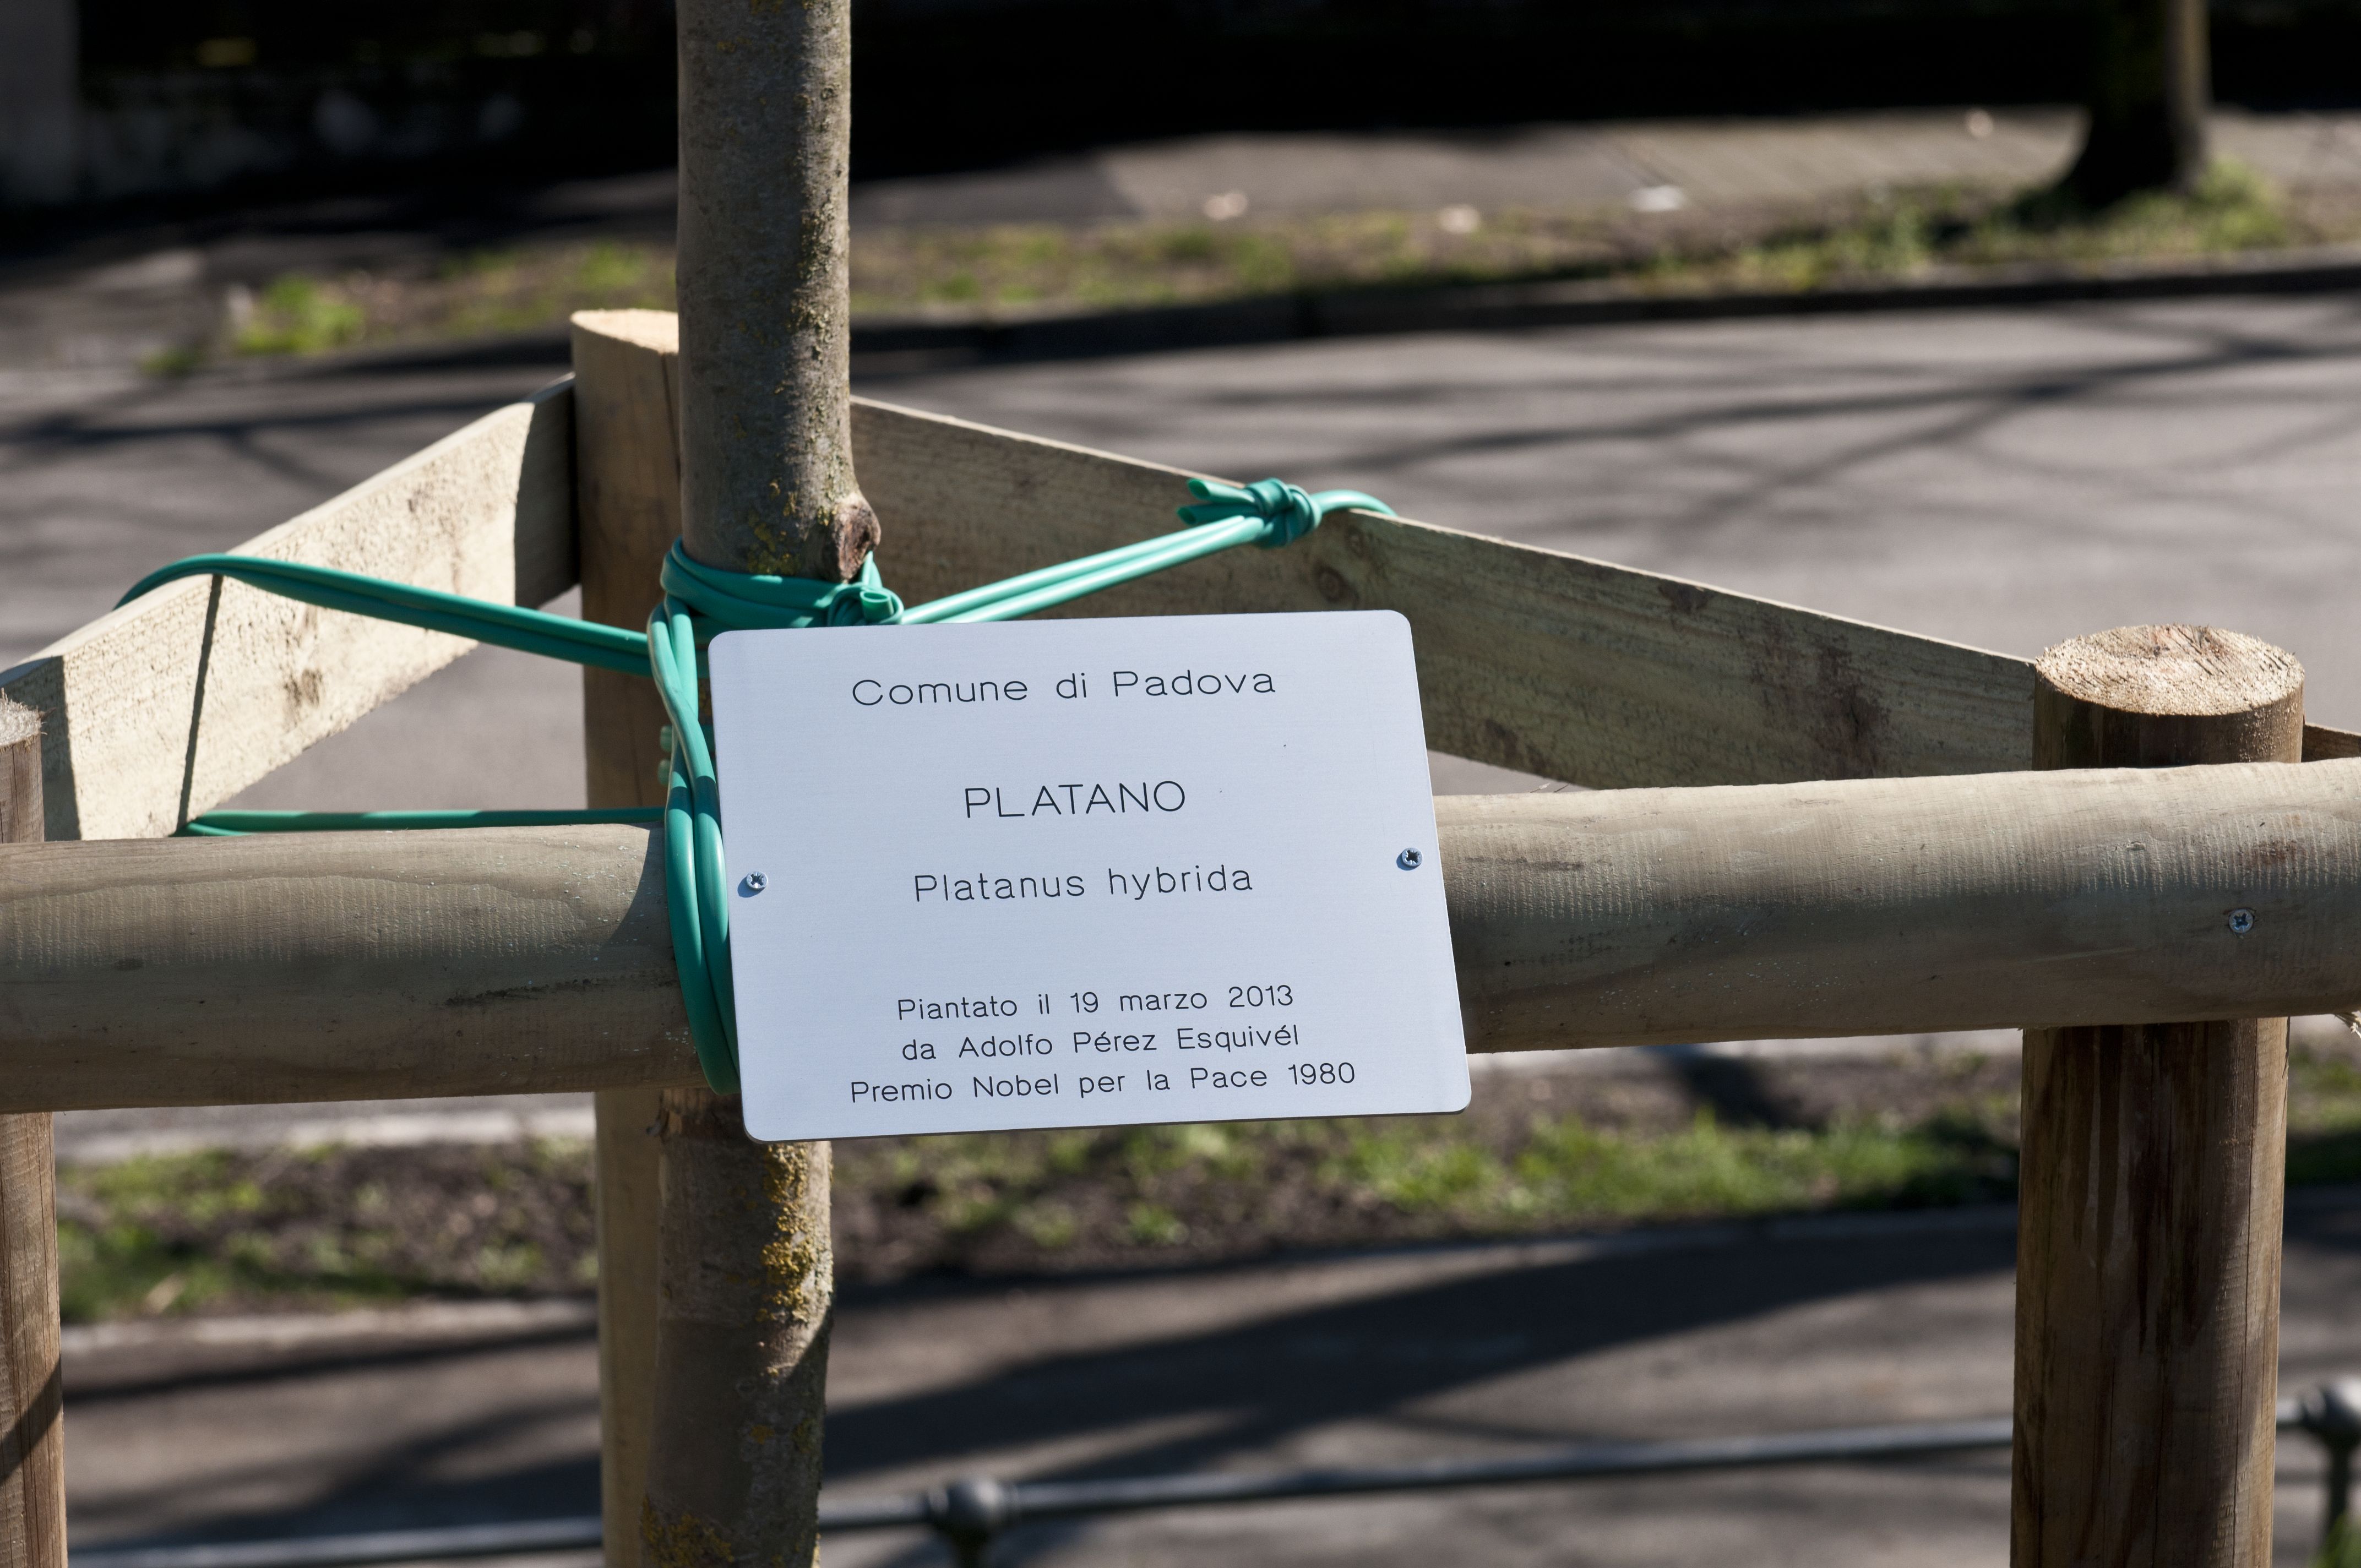 Comune di Padova
PLATANO
Platanus hybrida
Piantato il 19 marzo 2013
da Adolfo Pérez Esquivél
Premio Nobel per la Pace 1980